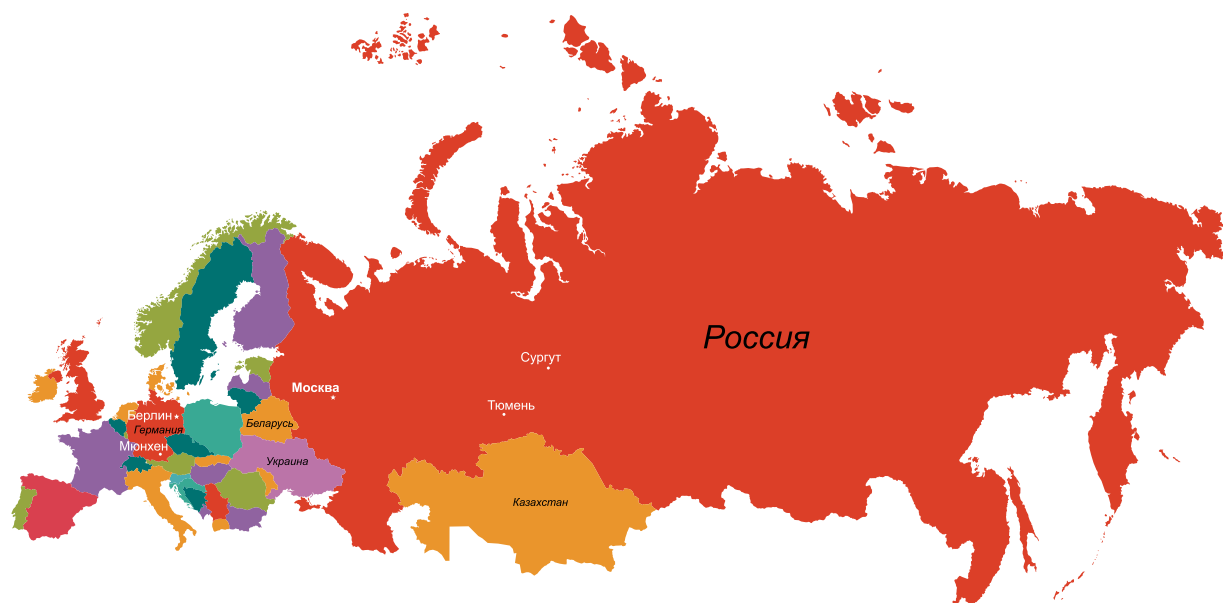 Россия
Сургут
Москва
Тюмень
Берлин
Беларусь
Германия
Мюнхен
Украина
Казахстан